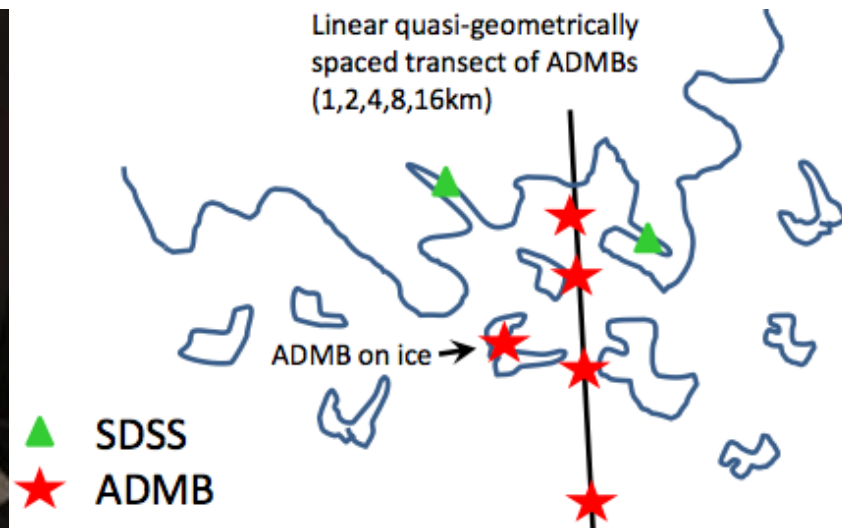 Linear quasi-geometrically
spaced transect of ADMBs
(1,2,4,8,16km)
ADMB on ice
SDSS
ADMB